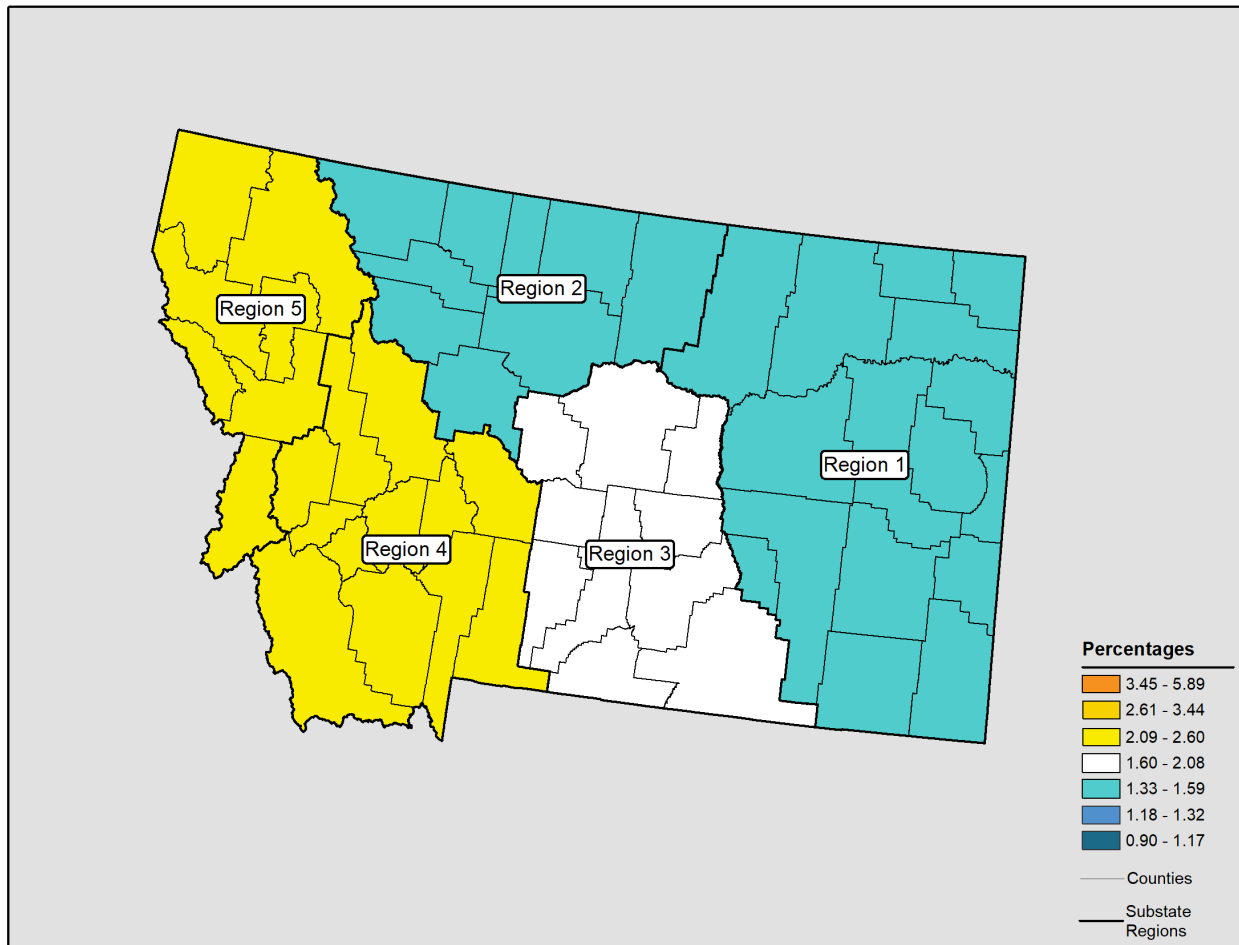 Region 2
Region 5
Region 1
Region 4
Region 3
Percentages
3.45 - 5.89
2.61 - 3.44
2.09 - 2.60
1.60 - 2.08
1.33 - 1.59
1.18 - 1.32
0.90 - 1.17
Counties
Substate
Regions